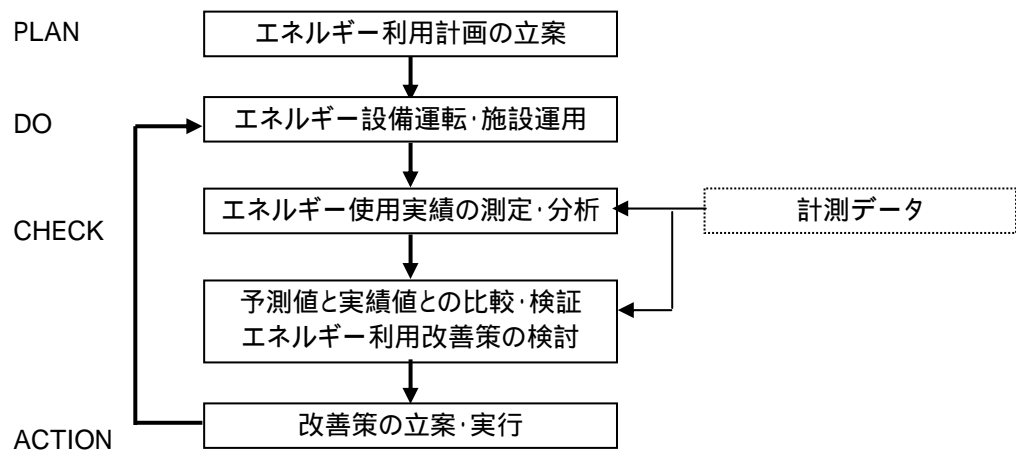 PLAN
エネルギー利用計画の立案
DO
エネルギー設備運転･施設運用
CHECK
エネルギー使用実績の測定･分析
計測データ
予測値と実績値との比較･検証
エネルギー利用改善策の検討
ACTION
改善策の立案･実行